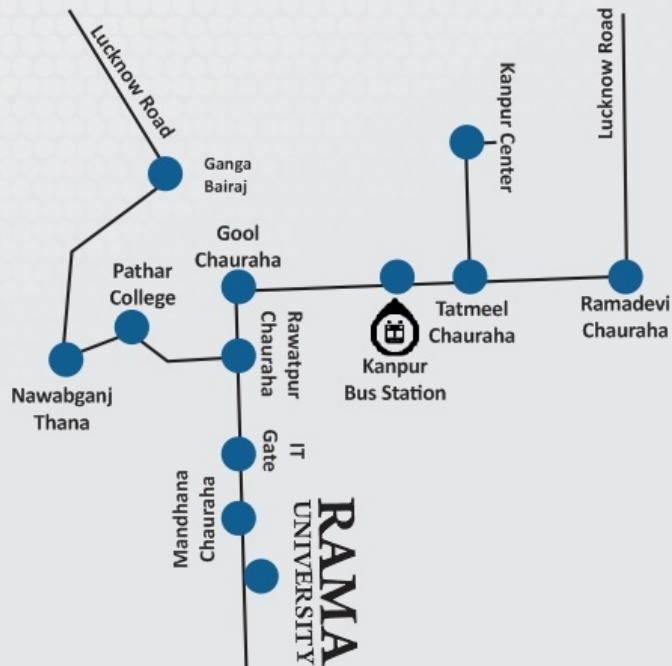 Lucknow Road
Lucknow Road
Kanpur Center
Ganga
Bairaj
Gool
Chauraha
Pathar
College
Rawatpur
Chauraha
Tatmeel
Chauraha
Ramadevi
Chauraha
Kanpur
Bus Station
Nawabganj
Thana
IT
Gate
Mandhana
Chauraha
RAMA
UNIVERSITY